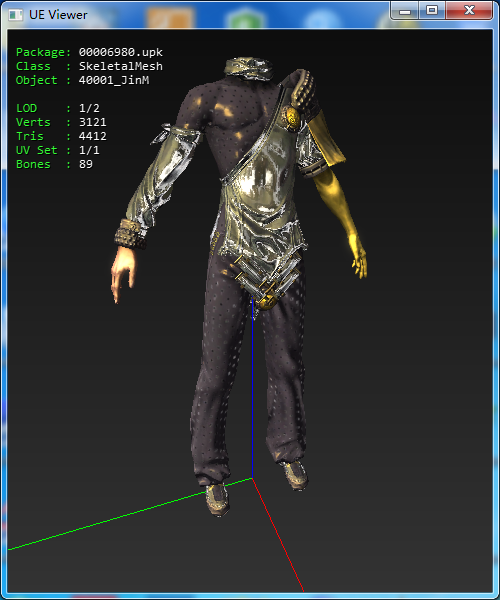 UE Viewer
Package: 00006980.upk
Class : SkeletalMesh
Object : 40001_JinM
LOD : 1/2
Verts : 3121
Tris : 4412
UV Set : 1/1
Bones : 89